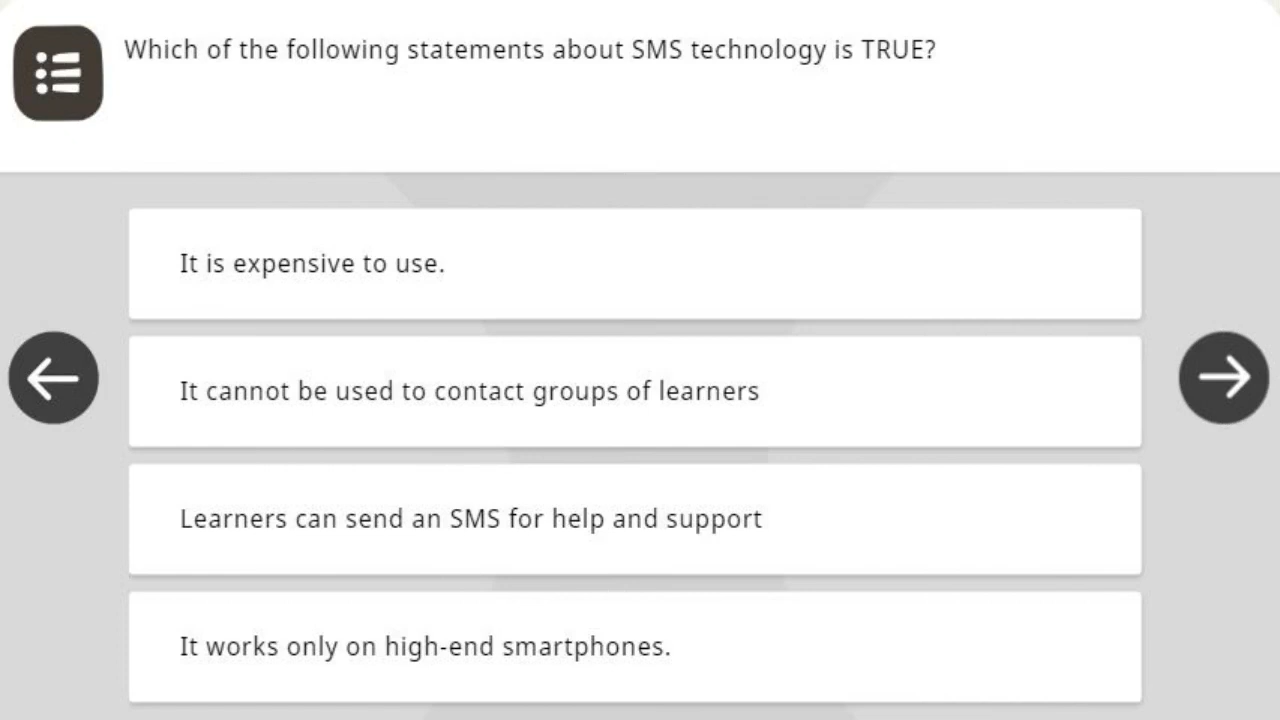 Which of the following statements about SMS technology is TRUE?
It is expensive to use.
It cannot be used to contact groups of learners
Learners can send an SMS for help and support
It works only on high-end smartphones.